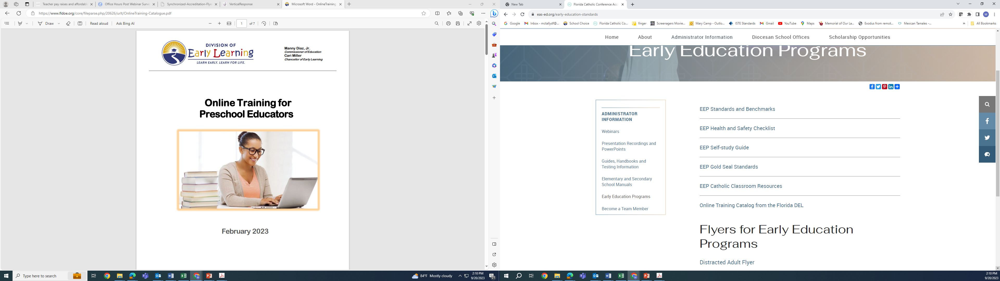 Teacher pay raises and affordabl
Office Hours Post Webinar Surve
Synchronized-Accreditation-Flye
VerticalResponse
Microsoft Word - OnlineTraining
https://www.fldoe.org/core/fileparse.php/20626/urlt/OnlineTraining-Catalogue.pdf
Draw
Read aloud
Ask Bing AI
1
of 7
DIVISION OF
Early Learning
LEARN EARLY. LEARN FOR LIFE.
Manny Diaz, Jr.
Commissioner of Education
Cari Miller
Chancellor of Early Learning
Online Training for
Preschool Educators
February 2023
Type here to search
84°F Mostly cloudy
2:10 PM
9/20/2023
21
New Tab
Florida Catholic Conference Acc
eas-ed.org/early-education-standards
M
Google
Inbox - mctallydf@...
School Choice
Florida Catholic Co...
finger
Screenagers Movie...
Mary Camp - Outlo...
ISTE Standards
Gmail
YouTube
Maps
Memorial of Our La...
Exodus from remot...
Mexican Tamales -...
»
All Bookmarks
Home
About
Administrator Information
Diocesan School Offices
Scholarship Opportunities
Early Education Programs
ADMINISTRATOR
INFORMATION
Webinars
Presentation Recordings and
PowerPoints
Guides, Handbooks and
Testing Information
Elementary and Secondary
School Manuals
Early Education Programs
Become a Team Member
EEP Standards and Benchmarks
EEP Health and Safety Checklist
EEP Self-study Guide
EEP Gold Seal Standards
EEP Catholic Classroom Resources
Online Training Catalog from the Florida DEL
Flyers for Early Education
Programs
Distracted Adult Flyer
2:10 PM
9/20/2023